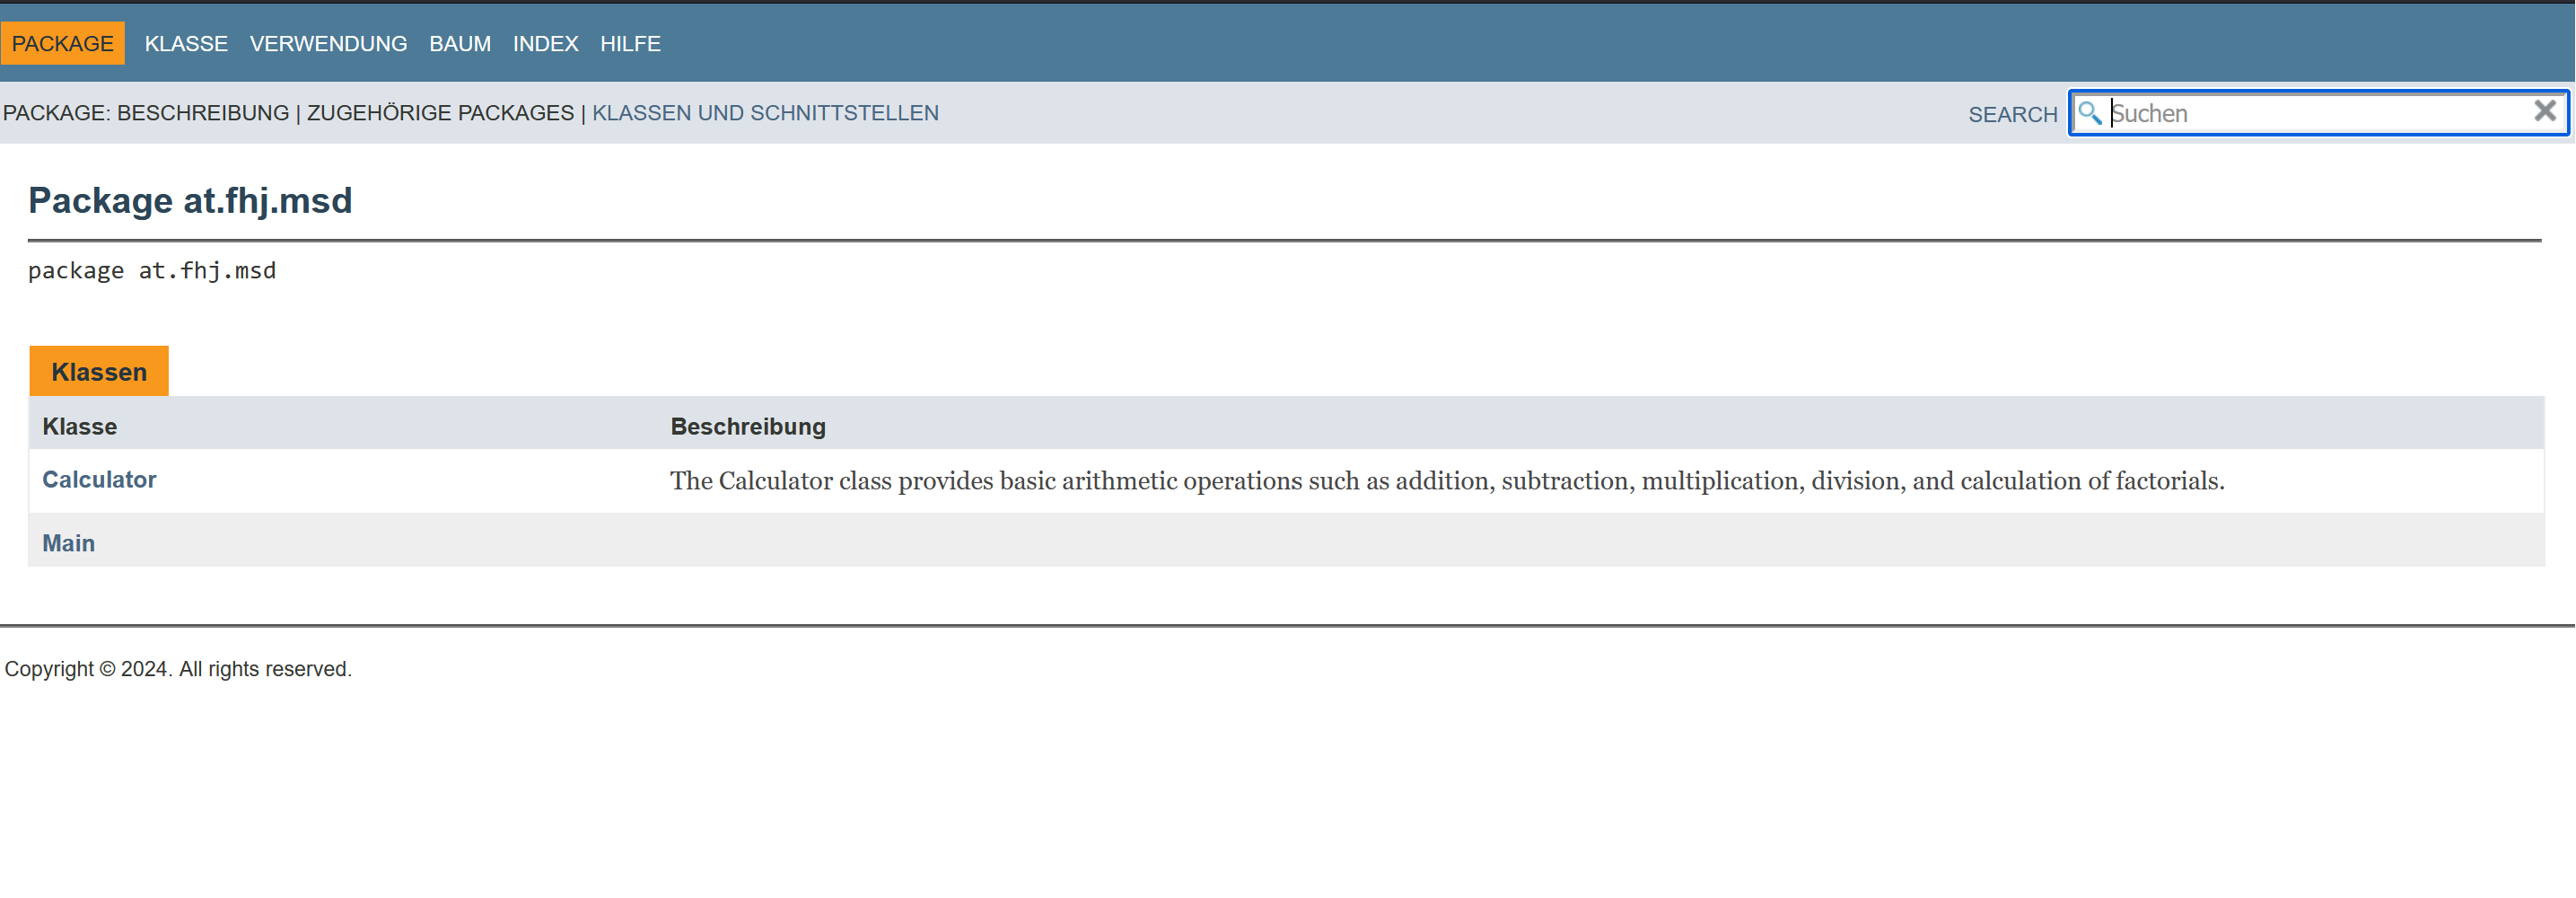 PACKAGE KLASSE VERWENDUNG BAUM INDEX HILFE
PACKAGE: BESCHREIBUNG | ZUGEHÖRIGE PACKAGES | KLASSEN UND SCHNITTSTELLEN SEARCH Suchen
Package at.fhj.msd
package at.fhj.msd
Klassen
Klasse Beschreibung
Calculator The Calculator class provides basic arithmetic operations such as addition, subtraction, multiplication, division, and calculation of factorials.
Main
Copyright © 2024. All rights reserved.